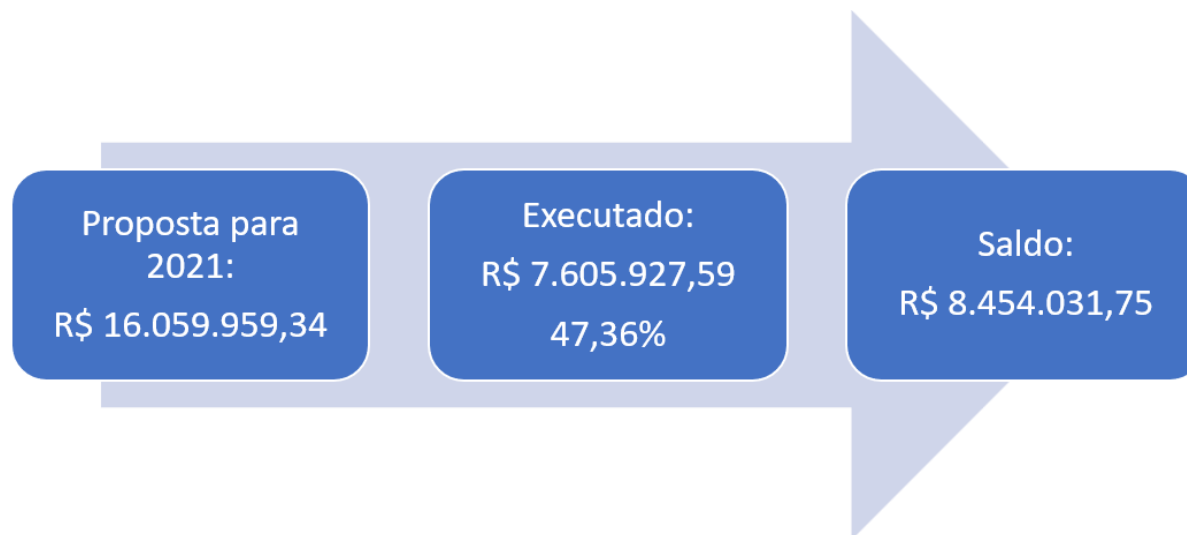 Proposta para
2021:
R$ 16.059.959,34
Executado:
R$ 7.605.927,59
47,36%
Saldo:
R$ 8.454.031,75